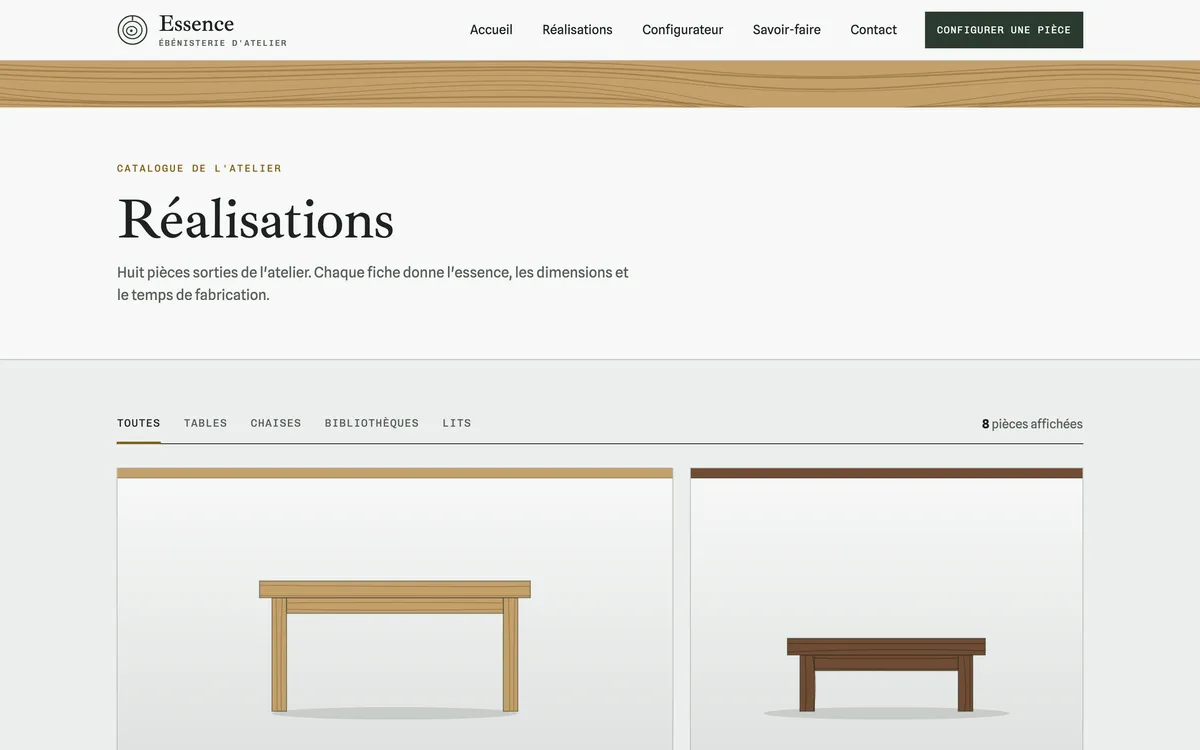 Essence
ÉBÉNISTERIE D'ATELIER
Accueil
Réalisations
Configurateur
Savoir-faire
Contact
CONFIGURER UNE PIÈCE
CATALOGUE DE L'ATELIER
Réalisations
Huit pièces sorties de l'atelier. Chaque fiche donne l'essence, les dimensions et
le temps de fabrication.
TOUTES
TABLES
CHAISES
BIBLIOTHÈQUES
LITS
8 pièces affichées